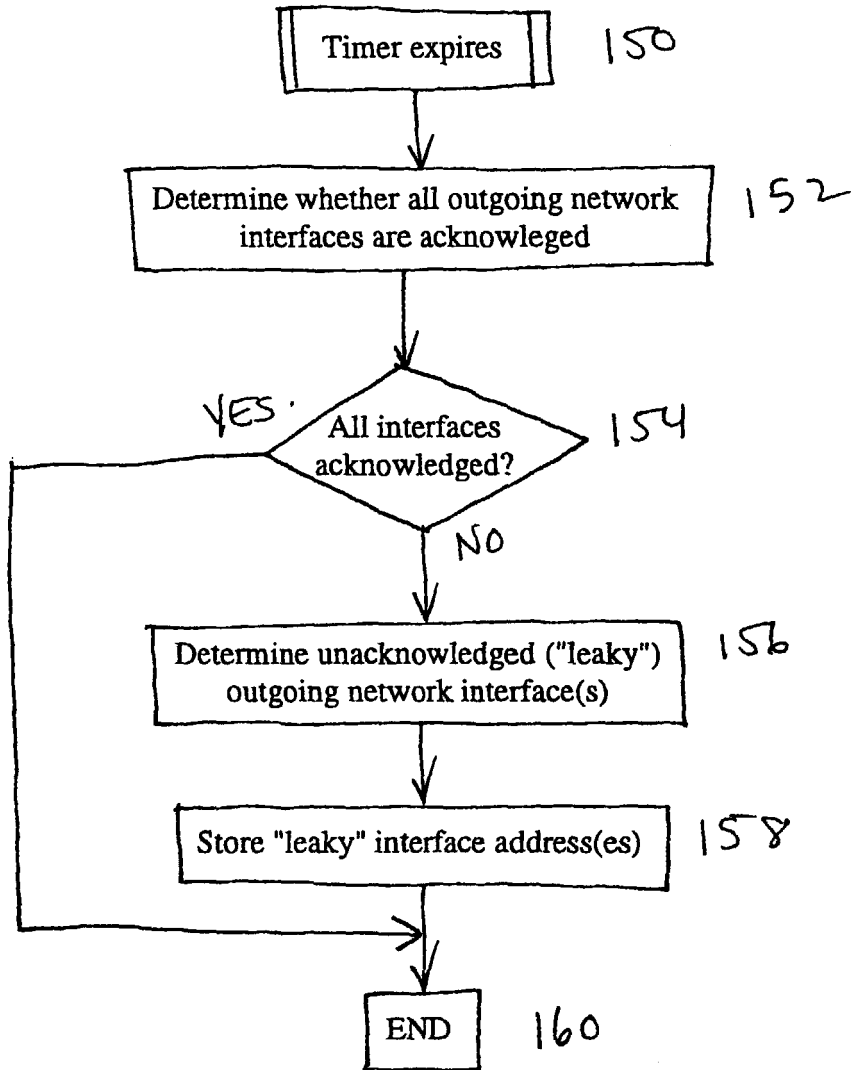 Timer expires 150
Determine whether all outgoing network 152
interfaces are acknowleged
YES.
All interfaces 154
acknowledged?
NO
Determine unacknowledged ("leaky") 156
outgoing network interface(s)
Store "leaky" interface address(es) 158
END 160